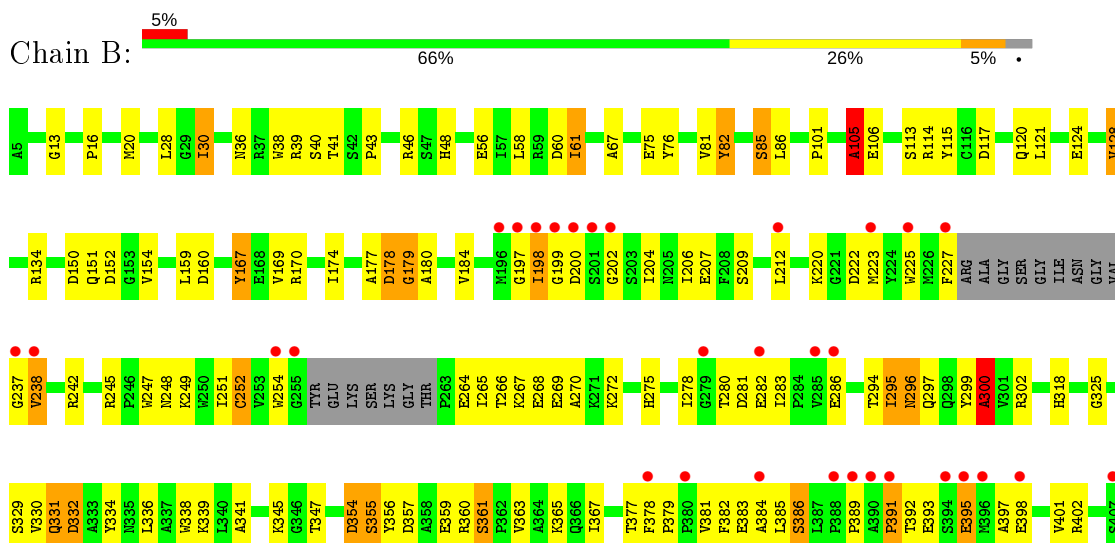 5%
Chain B:
66% 26% 5%
A5 G13 P16 M20 L28 G29 I30 N36 R37 W38 R39 S40 T41 S42 P43 R46 S47 H48 E56 I57 L58 R59 D60 I61 A67 E75 Y76 V81 Y82 S85 L86 P101 A105 E106 S113 R114 Y115 C116 D117 Q120 L121 E124
R134 D150 Q151 D152 G153 V154 L159 D160 Y167 E168 V169 R170 I174 A177 D178 G179 A180 V184 M196 G197 I198 G199 D200 S201 G202 S203 I204 N205 I206 E207 F208 S209 L212 K220 G221 D222 M223 Y224 W225 M226 F227 ARG ALA GLY SER GLY ILE ASN GLY VAL
G237 V238 R242 R245 P246 W247 N248 K249 W250 I251 C252 V253 W254 G255 TYR GLU LYS SER LYS GLY THR P263 E264 I265 T266 K267 E268 E269 A270 K271 K272 H275 I278 G279 T280 D281 E282 I283 P284 V285 E286 T294 I295 N296 Q297 Q298 Y299 A300 V301 R302 H318 G325
S329 V330 Q331 D332 A333 Y334 N335 L336 A337 W338 K339 L340 A341 K345 G346 T347 D354 S355 Y356 D357 A358 E359 R360 S361 P362 V363 A364 K365 Q366 I367 T377 F378 P379 P380 V381 F382 E383 A384 L385 S386 L387 P388 P389 A390 P391 T392 E393 S394 E395 M396 A397 E398 V401 R402